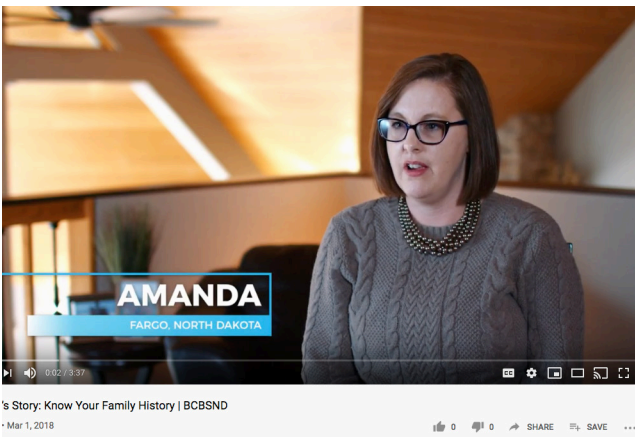 AMANDA
FARGO, NORTH DAKOTA
0:02 / 3:37
CC
's Story: Know Your Family History | BCBSND
• Mar 1, 2018
0
0
SHARE
SAVE